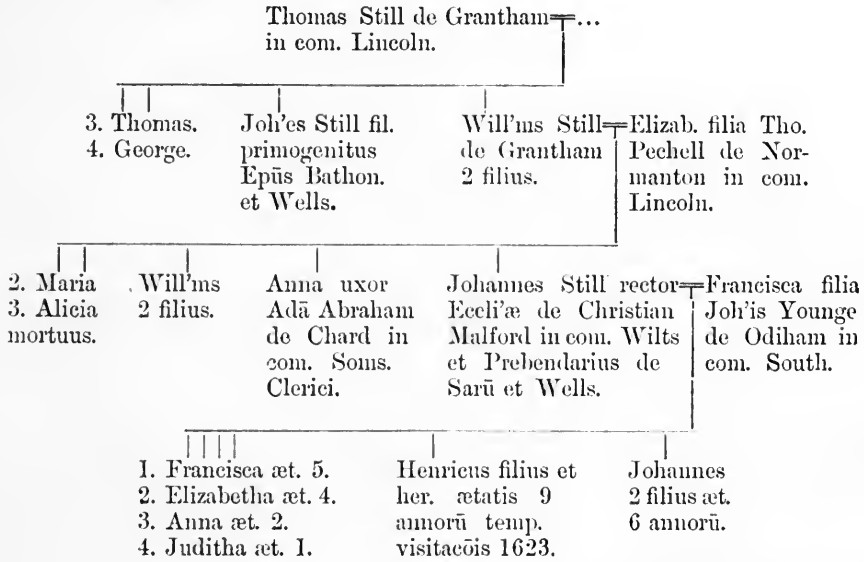 Thomas Still de Grantham=...
in com. Lincoln.
3. Thomas.
4. George.
Joh'es Still fil.
primogenitus
Epūs Bathon.
et Wells.
Will'ms Still=
de Grantham
2 filius.
Elizab. filia Tho.
Pechell de Nor-
manton in com.
Lincoln.
2. Maria
3. Alicia
mortuus.
Will'ms
2 filius.
Anna uxor
Adā Abraham
de Chard in
com. Soms.
Clerici.
Johannes Still rector=
Eccli'æ de Christian
Malford in com. Wilts
et Prebendarius de
Sarū et Wells.
Francisca filia
Joh'is Younge
de Odiham in
com. South.
1. Francisca æt. 5.
2. Elizabetha æt. 4.
3. Anna æt. 2.
4. Juditha æt. 1.
Henricus filius et
her. ætatis 9
annorū temp.
visitacōis 1623.
Johannes
2 filius æt.
6 annorū.